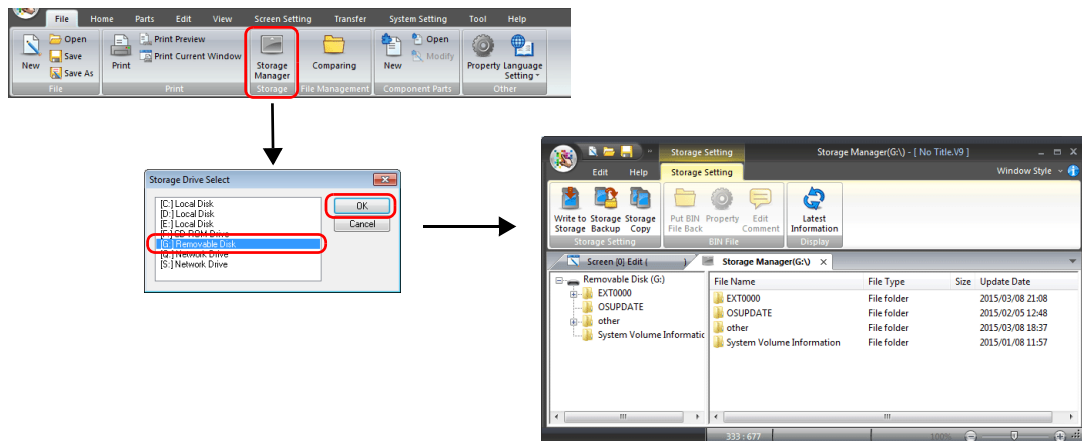 File Home Parts Edit View Screen Setting Transfer System Setting Tool Help
New Open Save Save As
Print Print Preview Print Current Window
Storage Manager
Comparing
New Open Modify
Property Language Setting
File Print Storage File Management Component Parts Other
Storage Drive Select
[C:] Local Disk
[D:] Local Disk
[E:] Local Disk
[F:] CD-ROM Drive
[G:] Removable Disk
[Q:] Network Drive
[S:] Network Drive
OK
Cancel
Storage Setting Storage Manager(G:\) - [ No Title.V9 ]
Edit Help Storage Setting Window Style
Write to Storage Storage Put BIN Property Edit Latest
Storage Backup Copy File Back Comment Information
Storage Setting BIN File Display
Screen [0] Edit ( ) Storage Manager(G:\)
Removable Disk (G:)
EXT0000
OSUPDATE
other
System Volume Informatic
File Name File Type Size Update Date
EXT0000 File folder 2015/03/08 21:08
OSUPDATE File folder 2015/02/05 12:48
other File folder 2015/03/08 18:37
System Volume Information File folder 2015/01/08 11:57
333 : 677 100%